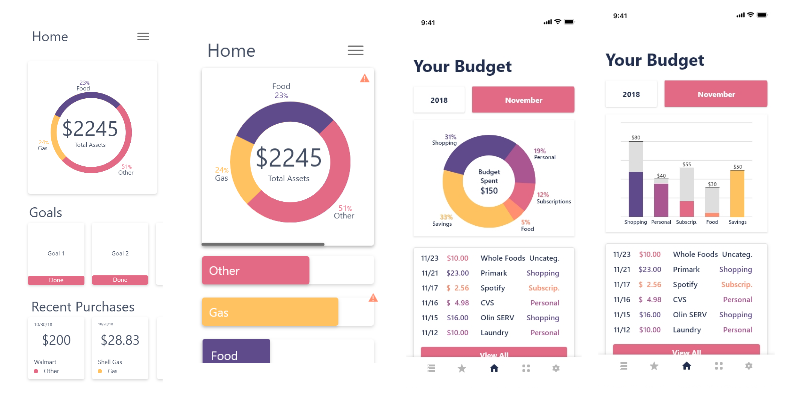 Home
23%
Food
$2245
Total Assets
24%
Gas
51%
Other
Goals
Goal 1
Goal 2
Done
Done
Recent Purchases
$200
$28.83
Walmart
Shell Gas
Other
Gas
Home
Food
23%
$2245
Total Assets
24%
Gas
51%
Other
Other
Gas
Food
9:41
Your Budget
2018
November
31%
Shopping
19%
Personal
Budget
Spent
$150
12%
Subscriptions
33%
Savings
5%
Food
11/23 $10.00 Whole Foods Uncateg.
11/21 $23.00 Primark Shopping
11/17 $ 2.56 Spotify Subscrip.
11/16 $ 4.98 CVS Personal
11/15 $16.00 Olin SERV Shopping
11/12 $10.00 Laundry Personal
View All
9:41
Your Budget
2018
November
$40
$55
$30
$50
Shopping Personal Subscrip. Food Savings
11/23 $10.00 Whole Foods Uncateg.
11/21 $23.00 Primark Shopping
11/17 $ 2.56 Spotify Subscrip.
11/16 $ 4.98 CVS Personal
11/15 $16.00 Olin SERV Shopping
11/12 $10.00 Laundry Personal
View All